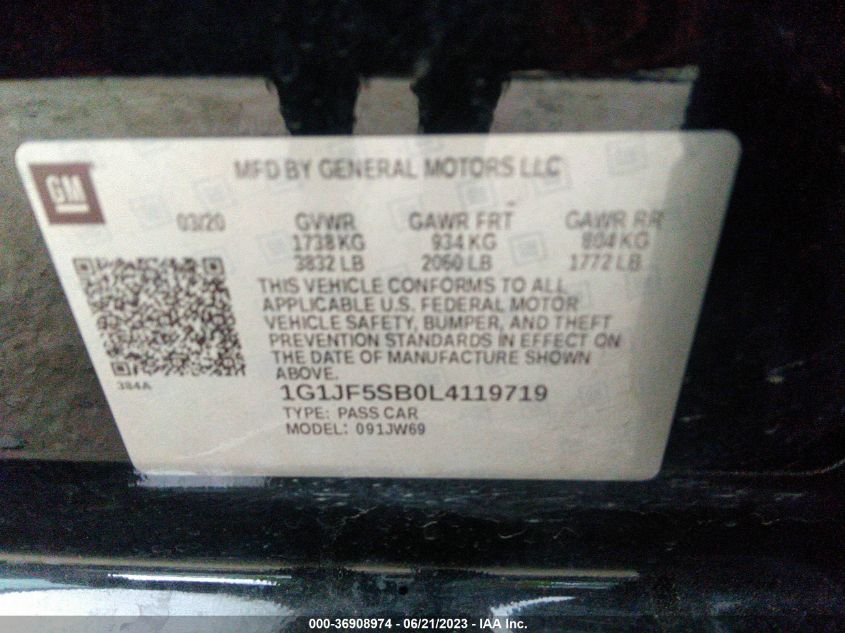 MFD BY GENERAL MOTORS LLC
GM
03/20 GVWR GAWR FRT GAWR RR
1738 KG 934 KG 804 KG
3832 LB 2060 LB 1772 LB
THIS VEHICLE CONFORMS TO ALL
APPLICABLE U.S. FEDERAL MOTOR
VEHICLE SAFETY, BUMPER, AND THEFT
PREVENTION STANDARDS IN EFFECT ON
THE DATE OF MANUFACTURE SHOWN
ABOVE.
384A
1G1JF5SB0L4119719
TYPE: PASS CAR
MODEL: 091JW69
000-36908974 - 06/21/2023 - IAA Inc.